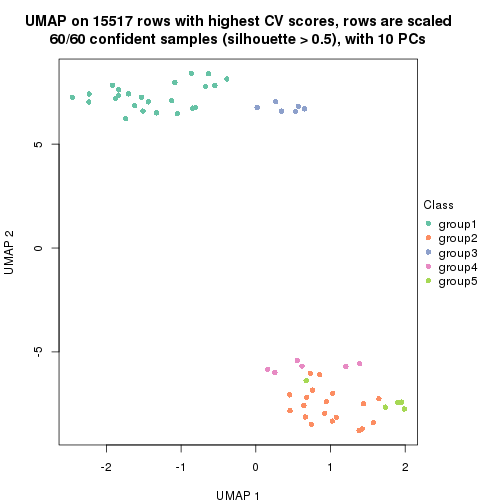 UMAP on 15517 rows with highest CV scores, rows are scaled
60/60 confident samples (silhouette > 0.5), with 10 PCs
5
0
-5
UMAP 2
-2
-1
0
1
2
UMAP 1
Class
group1
group2
group3
group4
group5